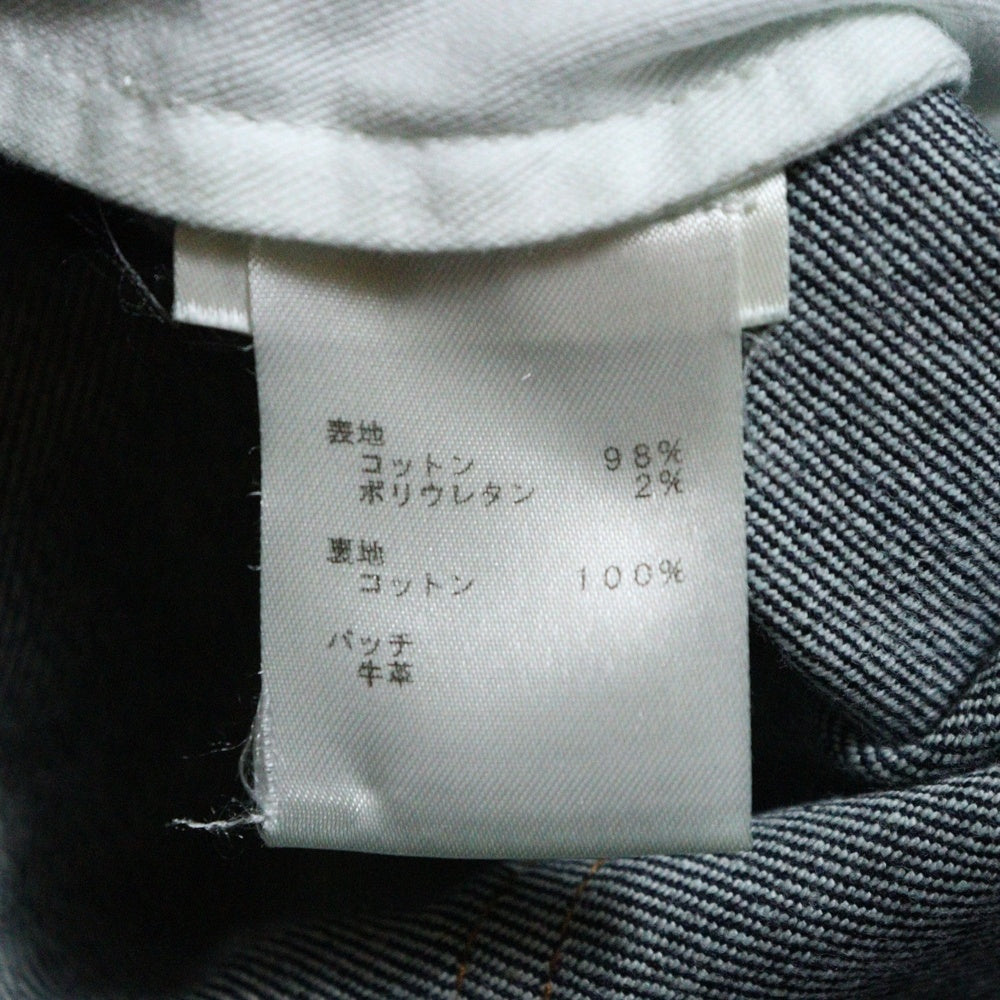 表地
コットン 98%
ポリウレタン 2%
裏地
コットン 100%
パッチ
牛革